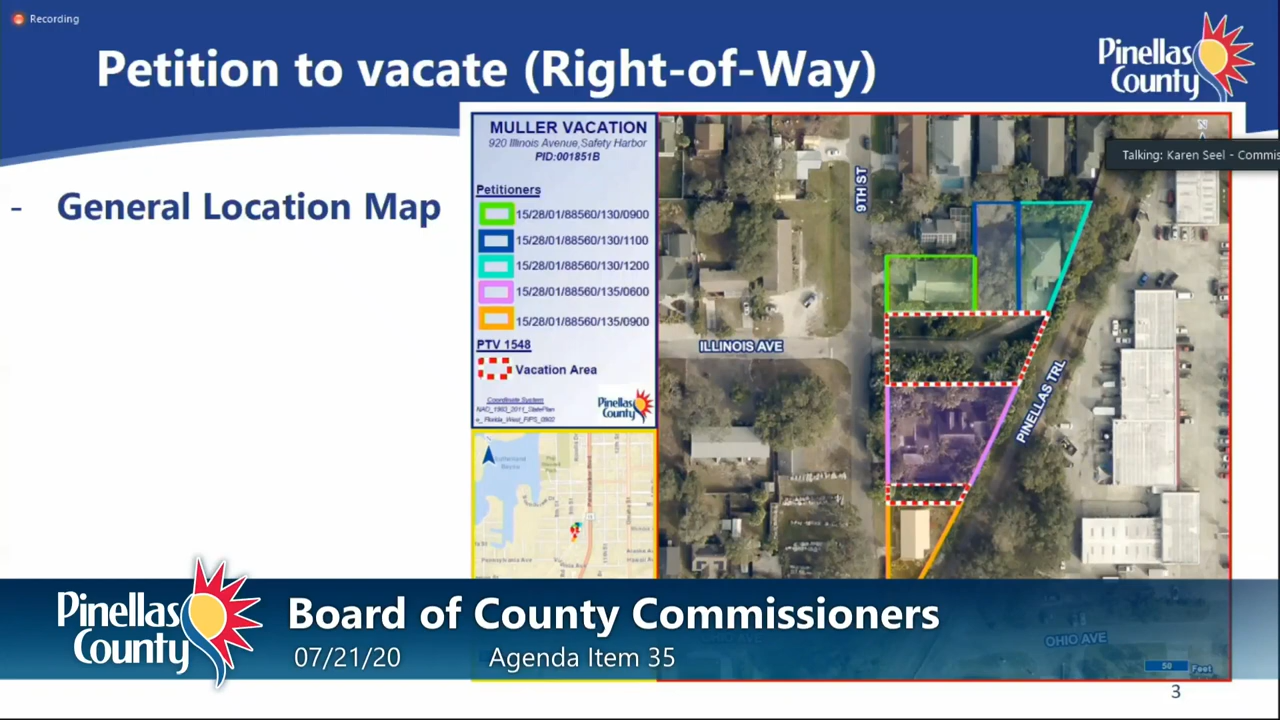 Recording
Petition to vacate (Right-of-Way)
Pinellas
County
Talking: Karen Seel - Commis
- General Location Map
MULLER VACATION
920 Illinois Avenue,Safety Harbor
PID:001851B
Petitioners
15/28/01/88560/130/0900
15/28/01/88560/130/1100
15/28/01/88560/130/1200
15/28/01/88560/135/0600
15/28/01/88560/135/0900
PTV 1548
Vacation Area
Coordinate System
Pinellas
County
N
9TH ST
ILLINOIS AVE
PINELLAS TRL
OHIO AVE
50 Feet
Pinellas
County
Board of County Commissioners
07/21/20
Agenda Item 35
3